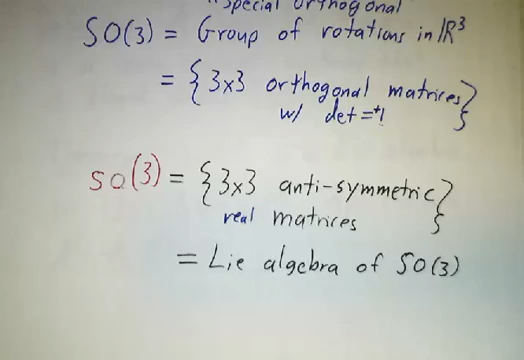 "Special Orthogonal
SO(3) = Group of rotations in ℝ³
= {3x3 orthogonal matrices}
w/ det = +1
so(3) = {3x3 anti-symmetric}
real matrices
= Lie algebra of SO(3)